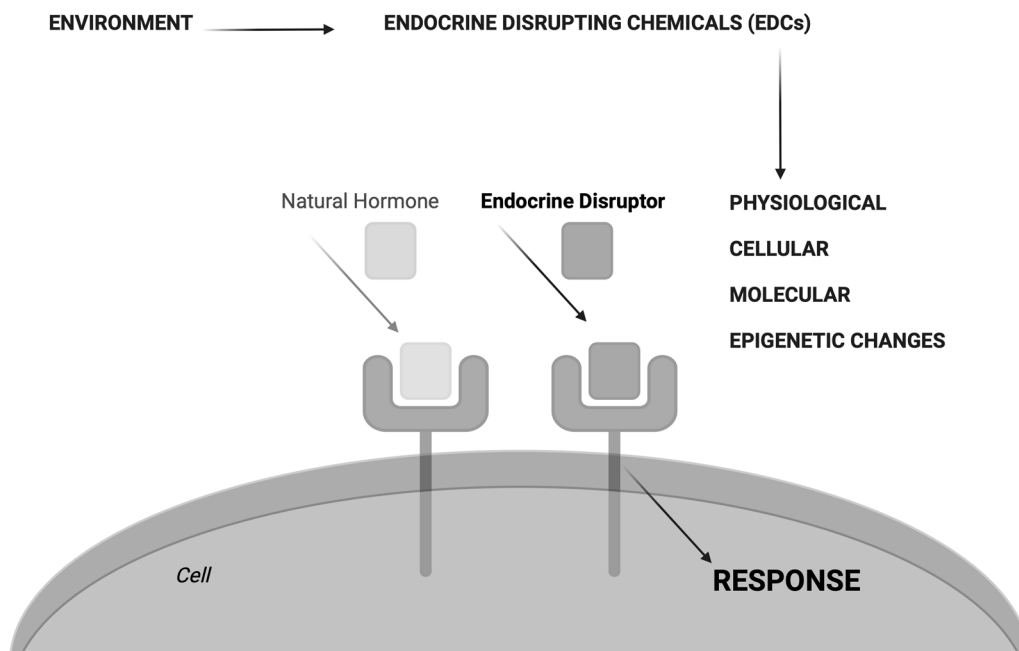 ENVIRONMENT
ENDOCRINE DISRUPTING CHEMICALS (EDCs)
Natural Hormone
Endocrine Disruptor
PHYSIOLOGICAL
CELLULAR
MOLECULAR
EPIGENETIC CHANGES
Cell
RESPONSE